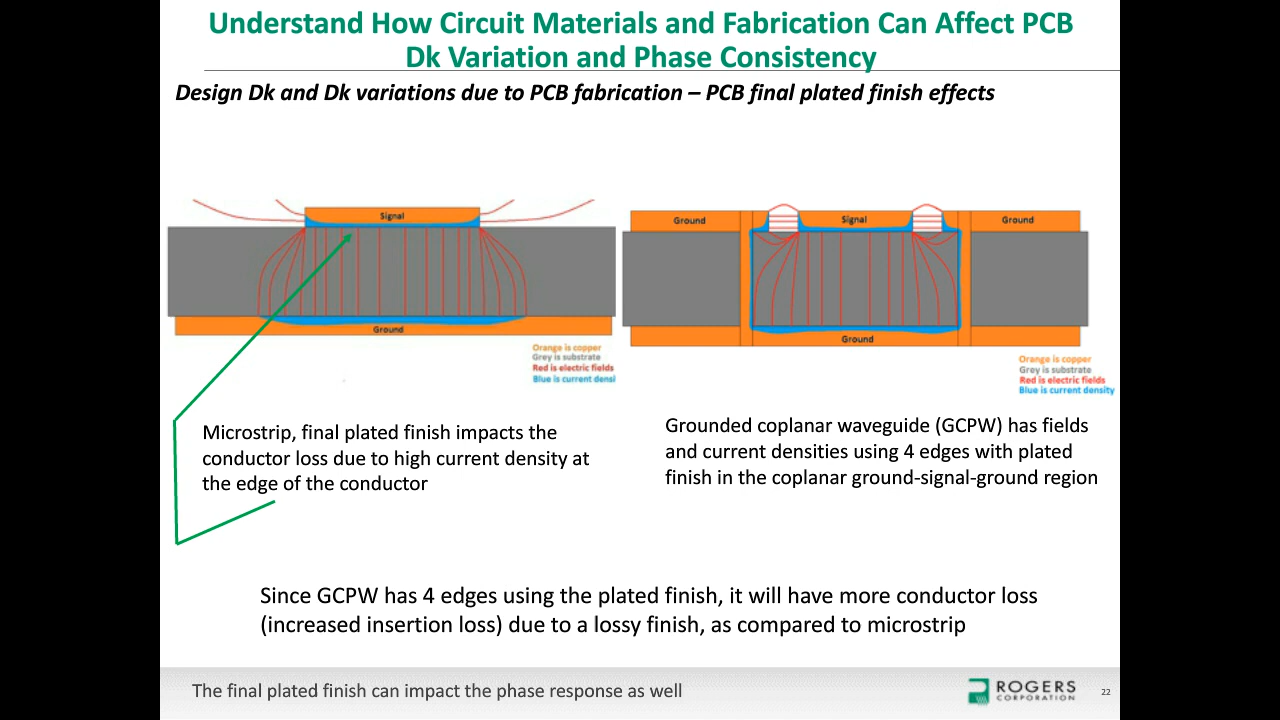 Understand How Circuit Materials and Fabrication Can Affect PCB
Dk Variation and Phase Consistency
Design Dk and Dk variations due to PCB fabrication – PCB final plated finish effects
Signal
Ground
Orange is copper
Grey is substrate
Red is electric fields
Blue is current densi
Ground
Signal
Ground
Ground
Orange is copper
Grey is substrate
Red is electric fields
Blue is current density
Microstrip, final plated finish impacts the
conductor loss due to high current density at
the edge of the conductor
Grounded coplanar waveguide (GCPW) has fields
and current densities using 4 edges with plated
finish in the coplanar ground-signal-ground region
Since GCPW has 4 edges using the plated finish, it will have more conductor loss
(increased insertion loss) due to a lossy finish, as compared to microstrip
The final plated finish can impact the phase response as well
ROGERS
CORPORATION
22